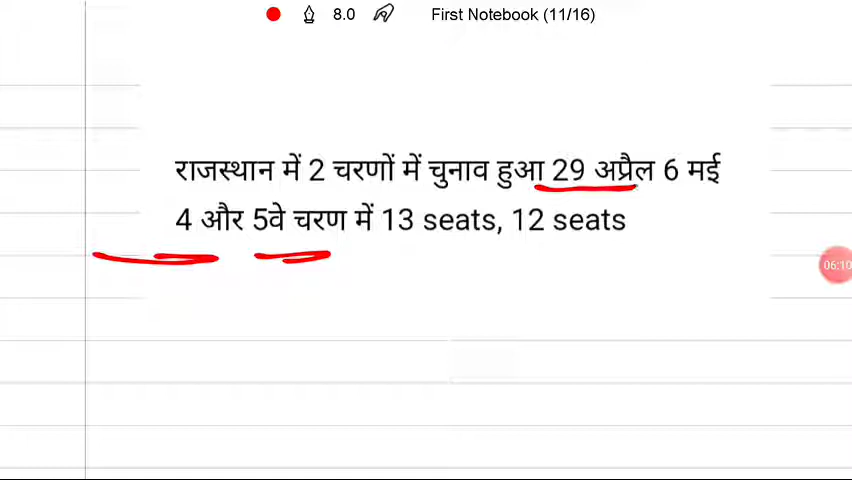 8.0 First Notebook (11/16)
राजस्थान में 2 चरणों में चुनाव हुआ 29 अप्रैल 6 मई
4 और 5वे चरण में 13 seats, 12 seats
06:10